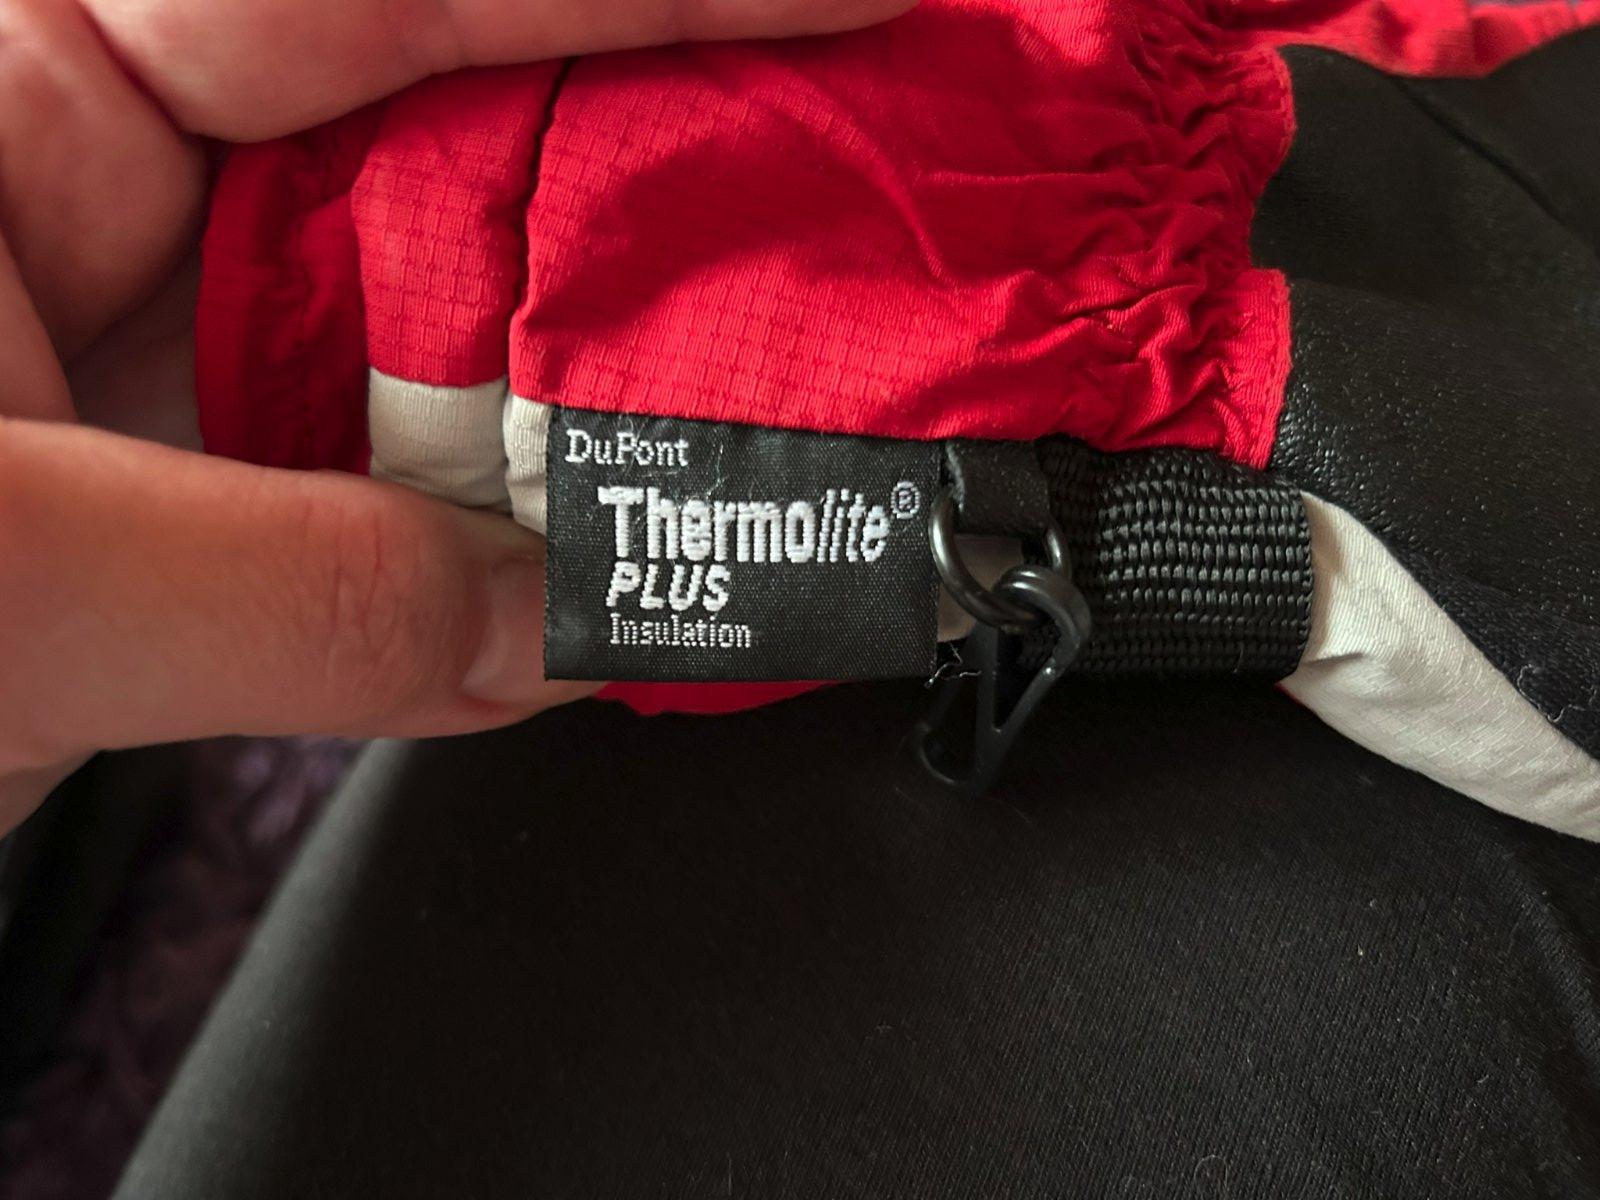 DuPont
Thermolite®
PLUS
Insulation